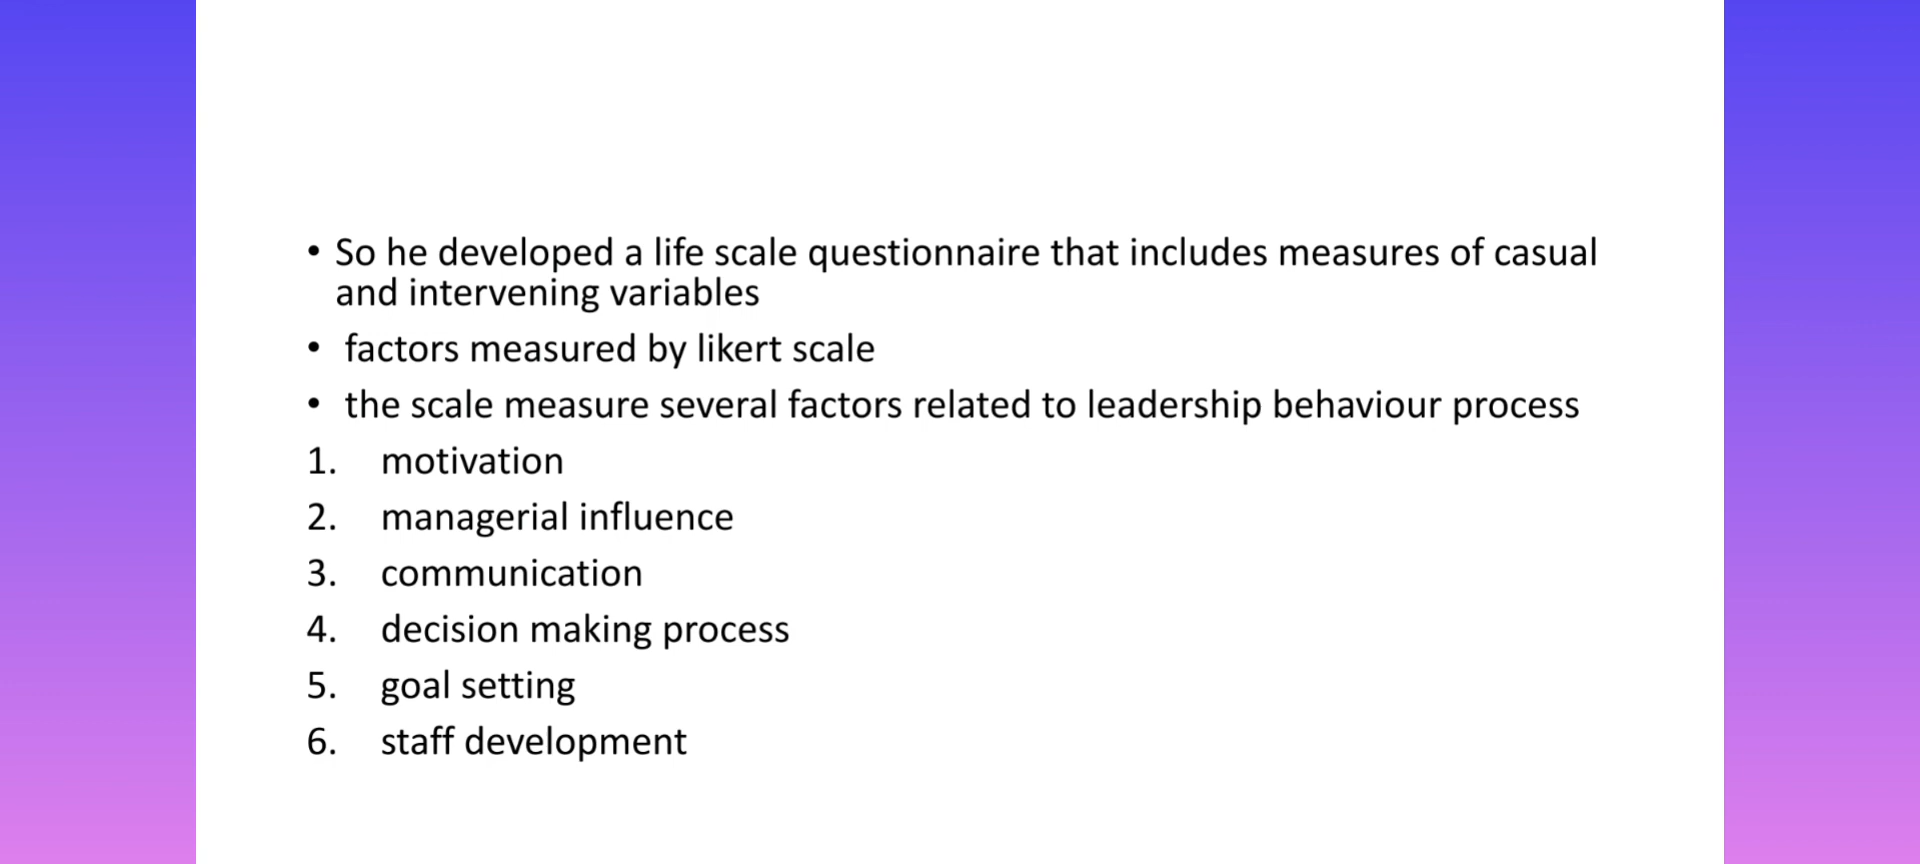 • So he developed a life scale questionnaire that includes measures of casual
and intervening variables
• factors measured by likert scale
• the scale measure several factors related to leadership behaviour process
1. motivation
2. managerial influence
3. communication
4. decision making process
5. goal setting
6. staff development